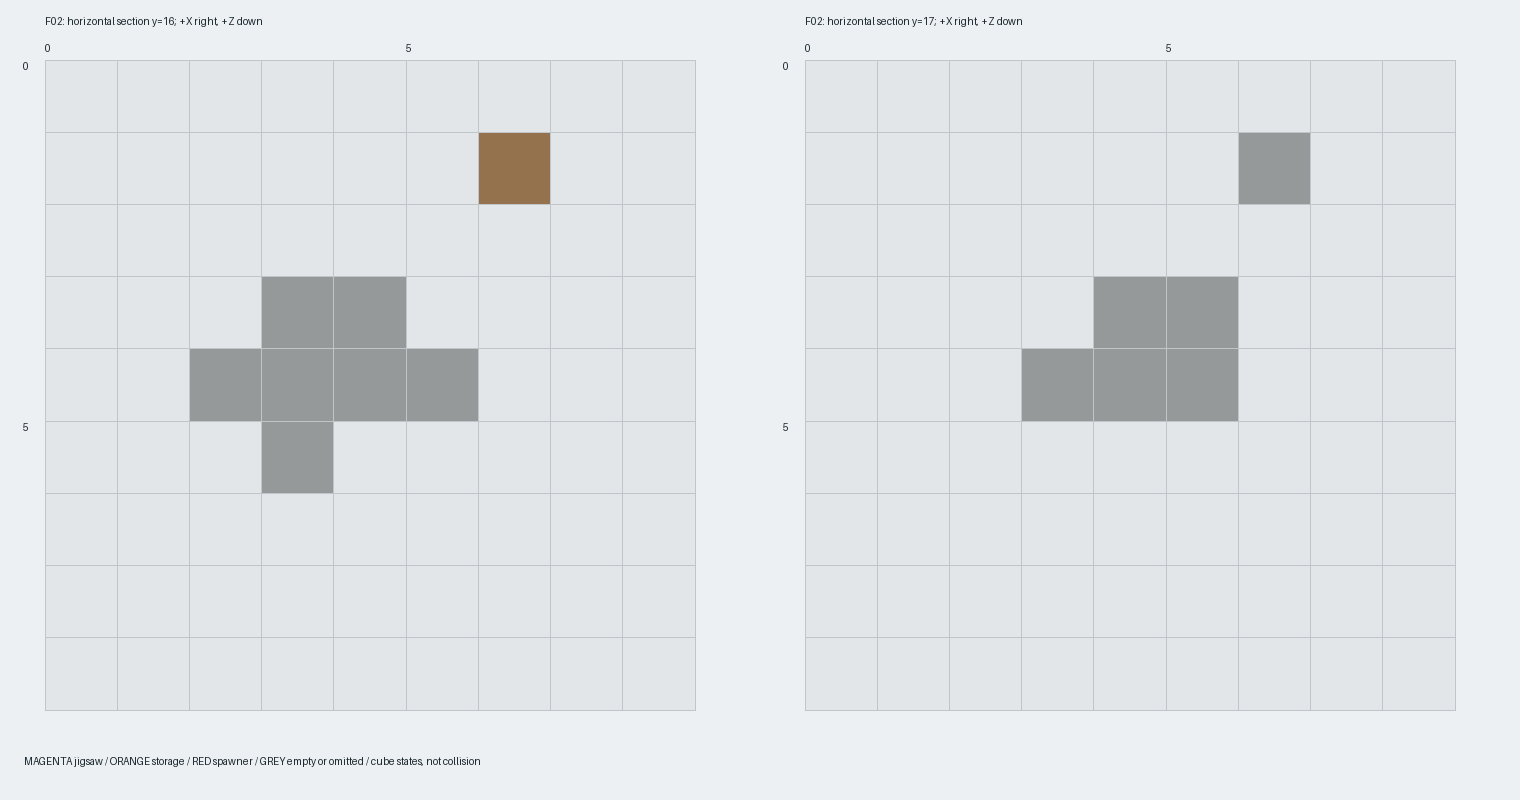 F02: horizontal section y=16; +X right, +Z down
0 5
0
5
F02: horizontal section y=17; +X right, +Z down
0 5
0
5
MAGENTA jigsaw / ORANGE storage / RED spawner / GREY empty or omitted / cube states, not collision